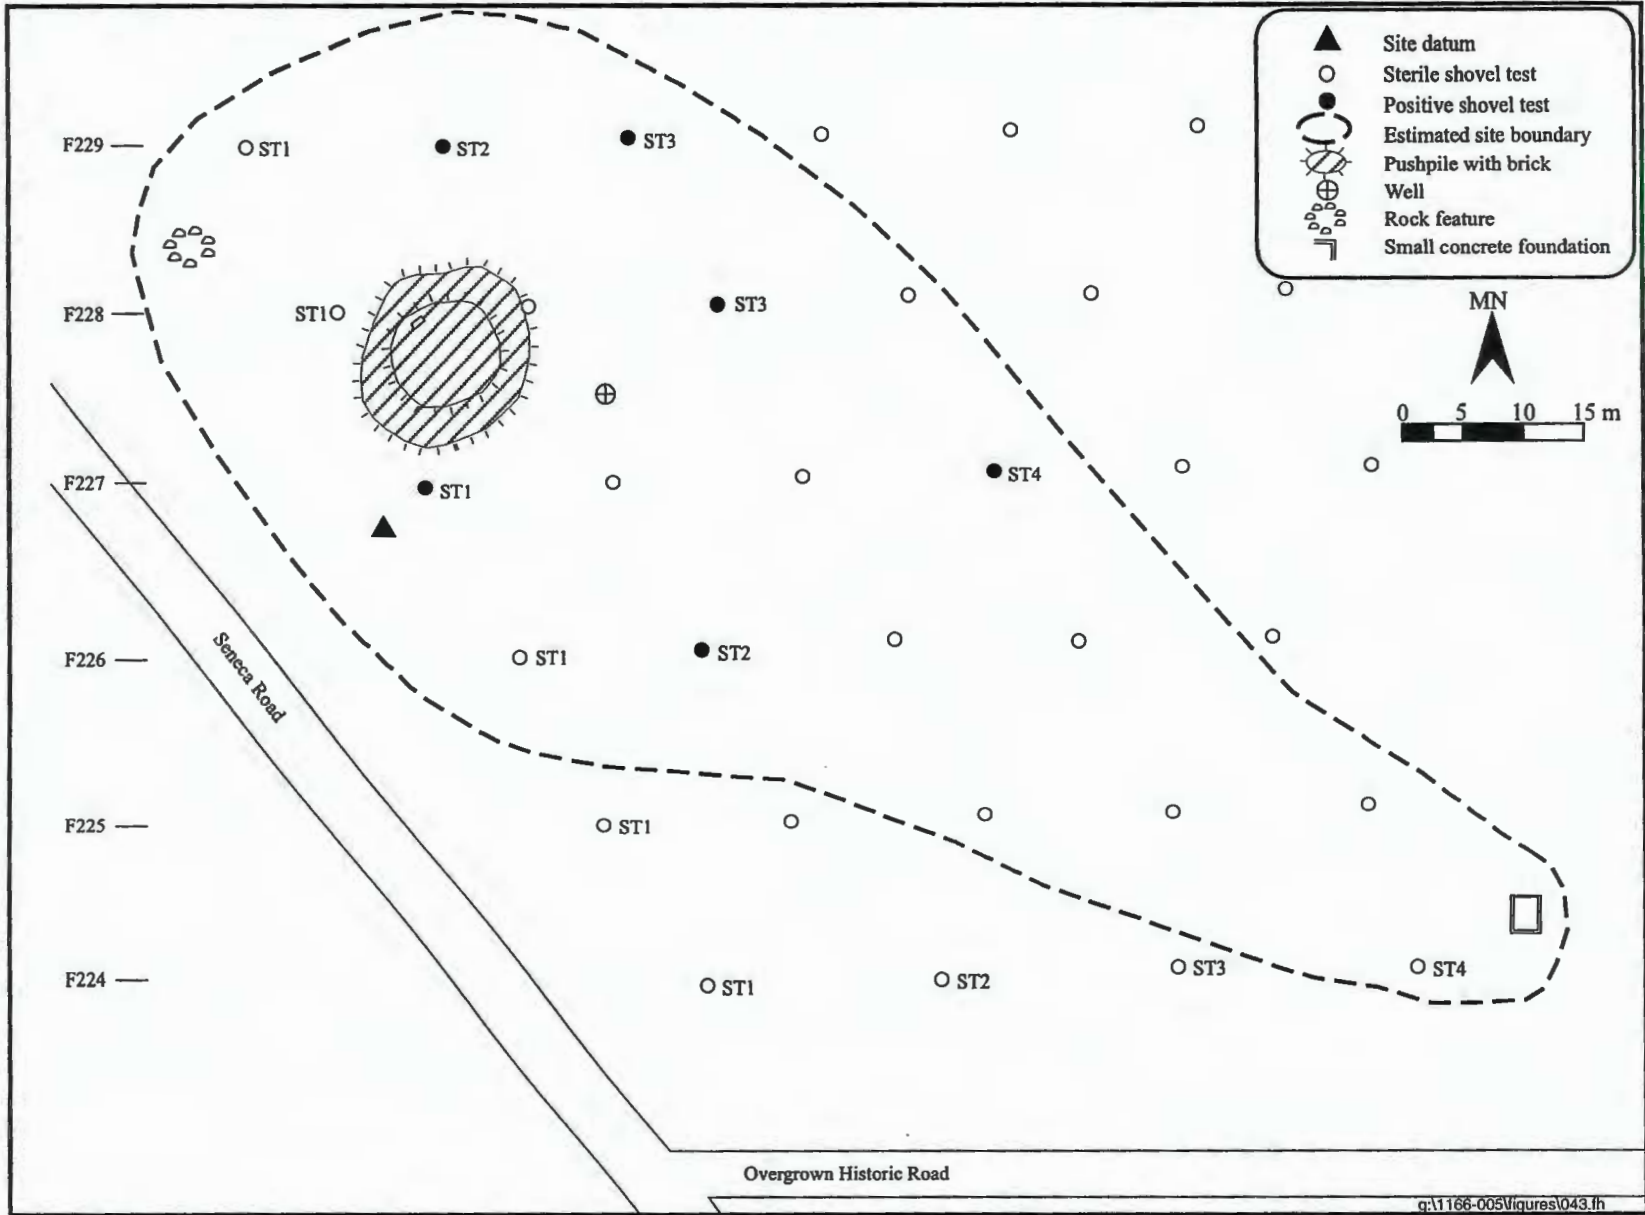 Site datum
Sterile shovel test
Positive shovel test
Estimated site boundary
Pushpile with brick
Well
Rock feature
Small concrete foundation
MN
0 5 10 15 m
F229 ST1 ST2 ST3
F228 ST1 ST3
F227 ST1 ST4
F226 ST1 ST2
Seneca Road
F225 ST1
F224 ST1 ST2 ST3 ST4
Overgrown Historic Road
q:\1166-005\figures\043.fh